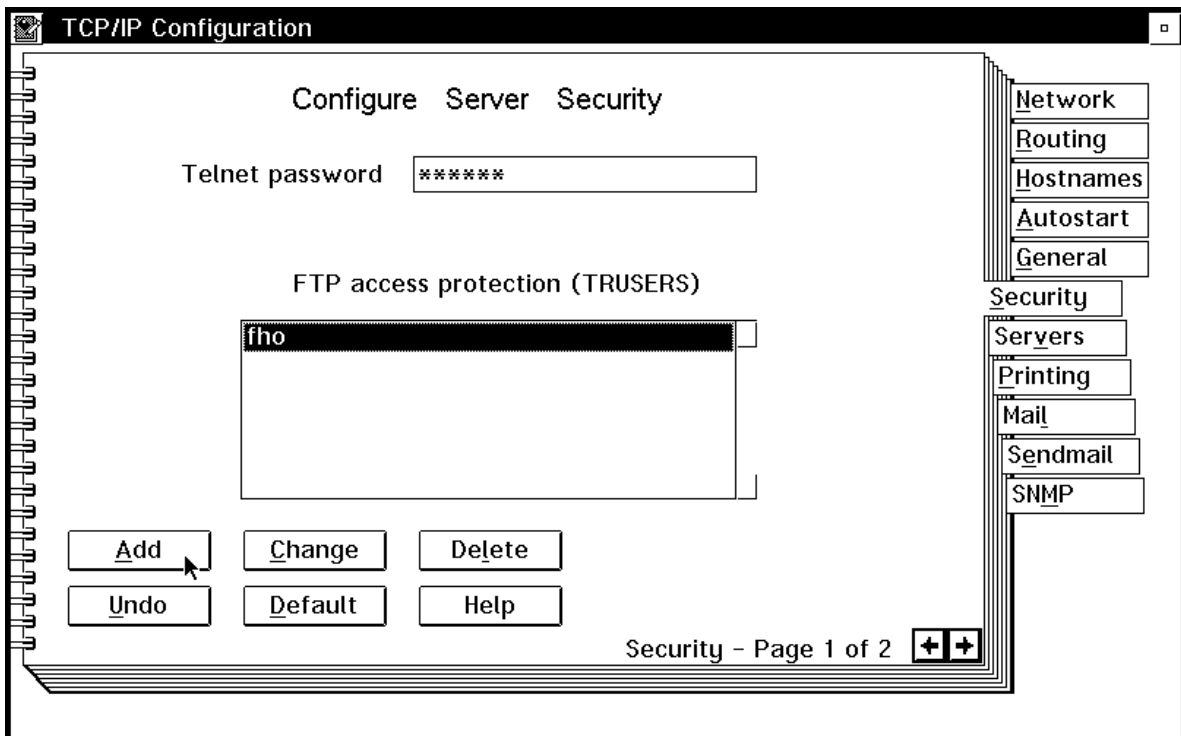 TCP/IP Configuration
Configure Server Security
Telnet password ******
FTP access protection (TRUSERS)
fho
Add Change Delete
Undo Default Help
Security - Page 1 of 2
Network
Routing
Hostnames
Autostart
General
Security
Servers
Printing
Mail
Sendmail
SNMP